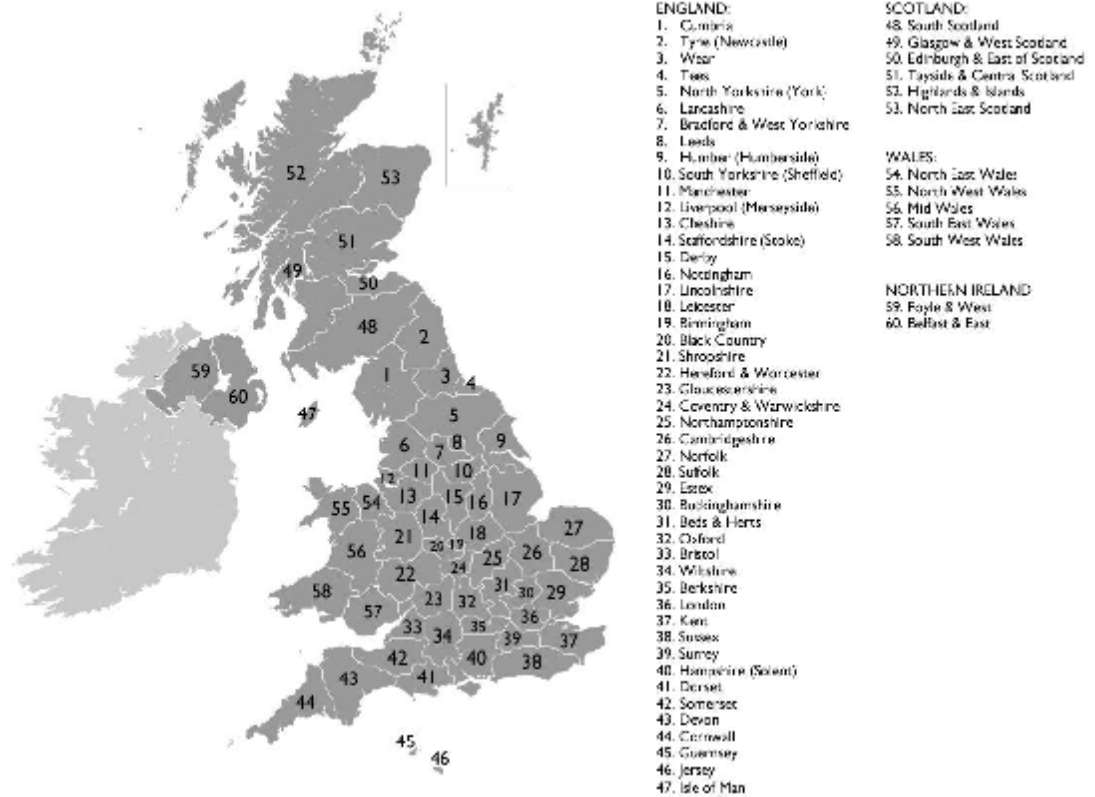 ENGLAND:
1. Cumbria
2. Tyne (Newcastle)
3. Wear
4. Tees
5. North Yorkshire (York)
6. Lancashire
7. Bradford & West Yorkshire
8. Leeds
9. Humber (Humberside)
10. South Yorkshire (Sheffield)
11. Manchester
12. Liverpool (Merseyside)
13. Cheshire
14. Staffordshire (Stoke)
15. Derby
16. Nottingham
17. Lincolnshire
18. Leicester
19. Birmingham
20. Black Country
21. Shropshire
22. Hereford & Worcester
23. Gloucestershire
24. Coventry & Warwickshire
25. Northamptonshire
26. Cambridgeshire
27. Norfolk
28. Suffolk
29. Essex
30. Buckinghamshire
31. Beds & Herts
32. Oxford
33. Bristol
34. Wiltshire
35. Berkshire
36. London
37. Kent
38. Sussex
39. Surrey
40. Hampshire (Solent)
41. Dorset
42. Somerset
43. Devon
44. Cornwall
45. Guernsey
46. Jersey
47. Isle of Man
SCOTLAND:
48. South Scotland
49. Glasgow & West Scotland
50. Edinburgh & East of Scotland
51. Tayside & Central Scotland
52. Highlands & Islands
53. North East Scotland
WALES:
54. North East Wales
55. North West Wales
56. Mid Wales
57. South East Wales
58. South West Wales
NORTHERN IRELAND
59. Foyle & West
60. Belfast & East
52
53
51
49
50
48
2
59
1
3
4
60
47
5
6
7
8
9
11
10
12
13
15
16
17
55
54
14
27
21
18
20
19
56
25
26
28
22
24
31
30
29
58
23
32
57
36
33
34
35
39
37
42
40
38
43
41
44
45
46